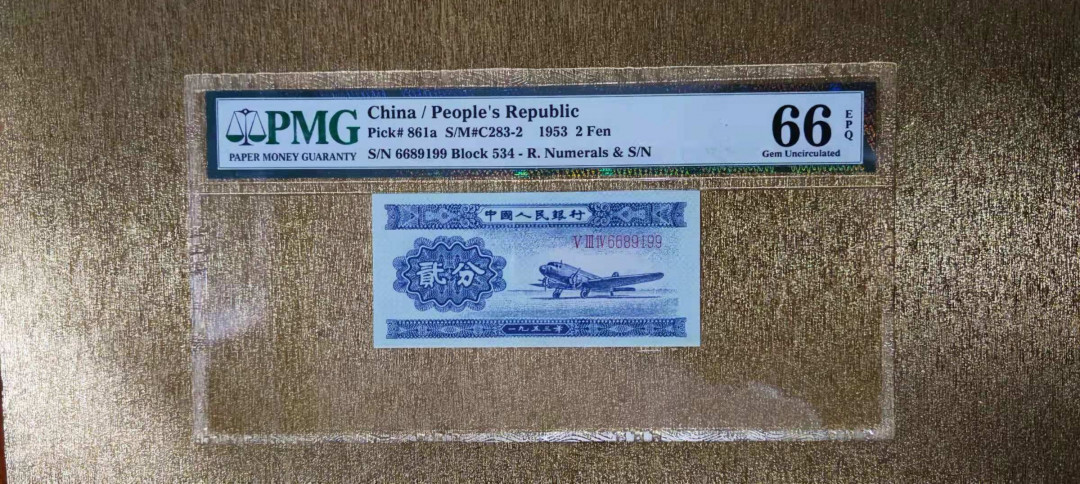 PMG
PAPER MONEY GUARANTY
China / People's Republic
Pick# 861a S/M#C283-2 1953 2 Fen
S/N 6689199 Block 534 - R. Numerals & S/N
66 EPQ
Gem Uncirculated
中國人民銀行
V III IV 6689199
貳分
一九五三年